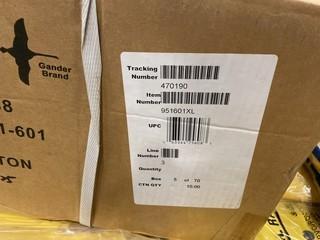 Gander
Brand
8
1-601
TON
Tracking
Number
470190
Item
Number
951601XL
UPC
Line
Number
3
Quantity
Box 5 of 70
CTN QTY 10.00